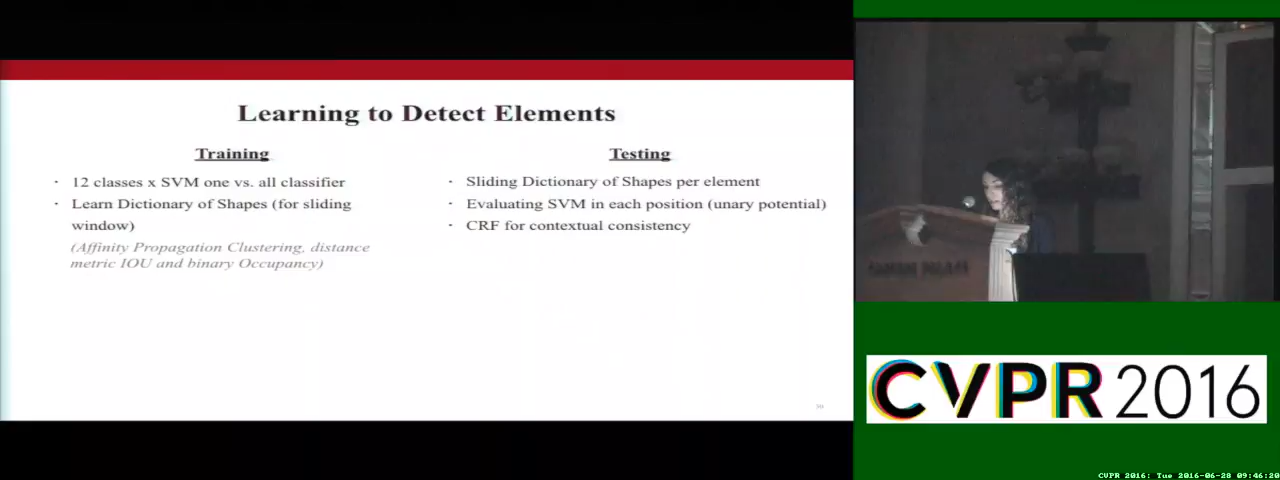 Learning to Detect Elements
Training
· 12 classes x SVM one vs. all classifier
· Learn Dictionary of Shapes (for sliding
window)
(Affinity Propagation Clustering, distance
metric IOU and binary Occupancy)
Testing
· Sliding Dictionary of Shapes per element
· Evaluating SVM in each position (unary potential)
· CRF for contextual consistency
CVPR 2016
CVPR 2016: Tue 2016-06-28 09:46:20